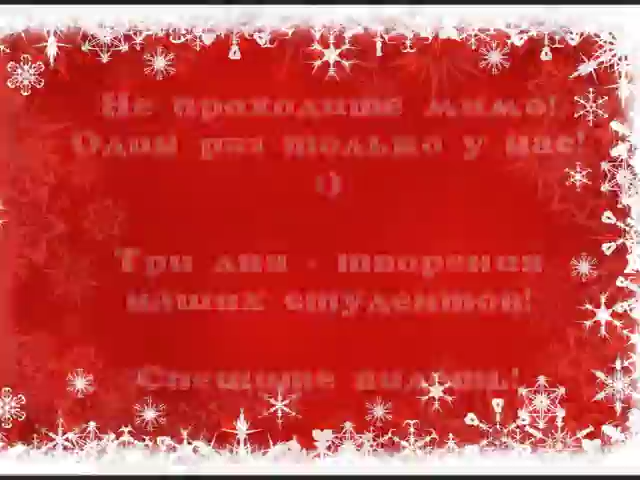 Не проходите мимо!
Один раз только у нас!
:)
Три дня - творения
наших студентов!
Спешите видеть!